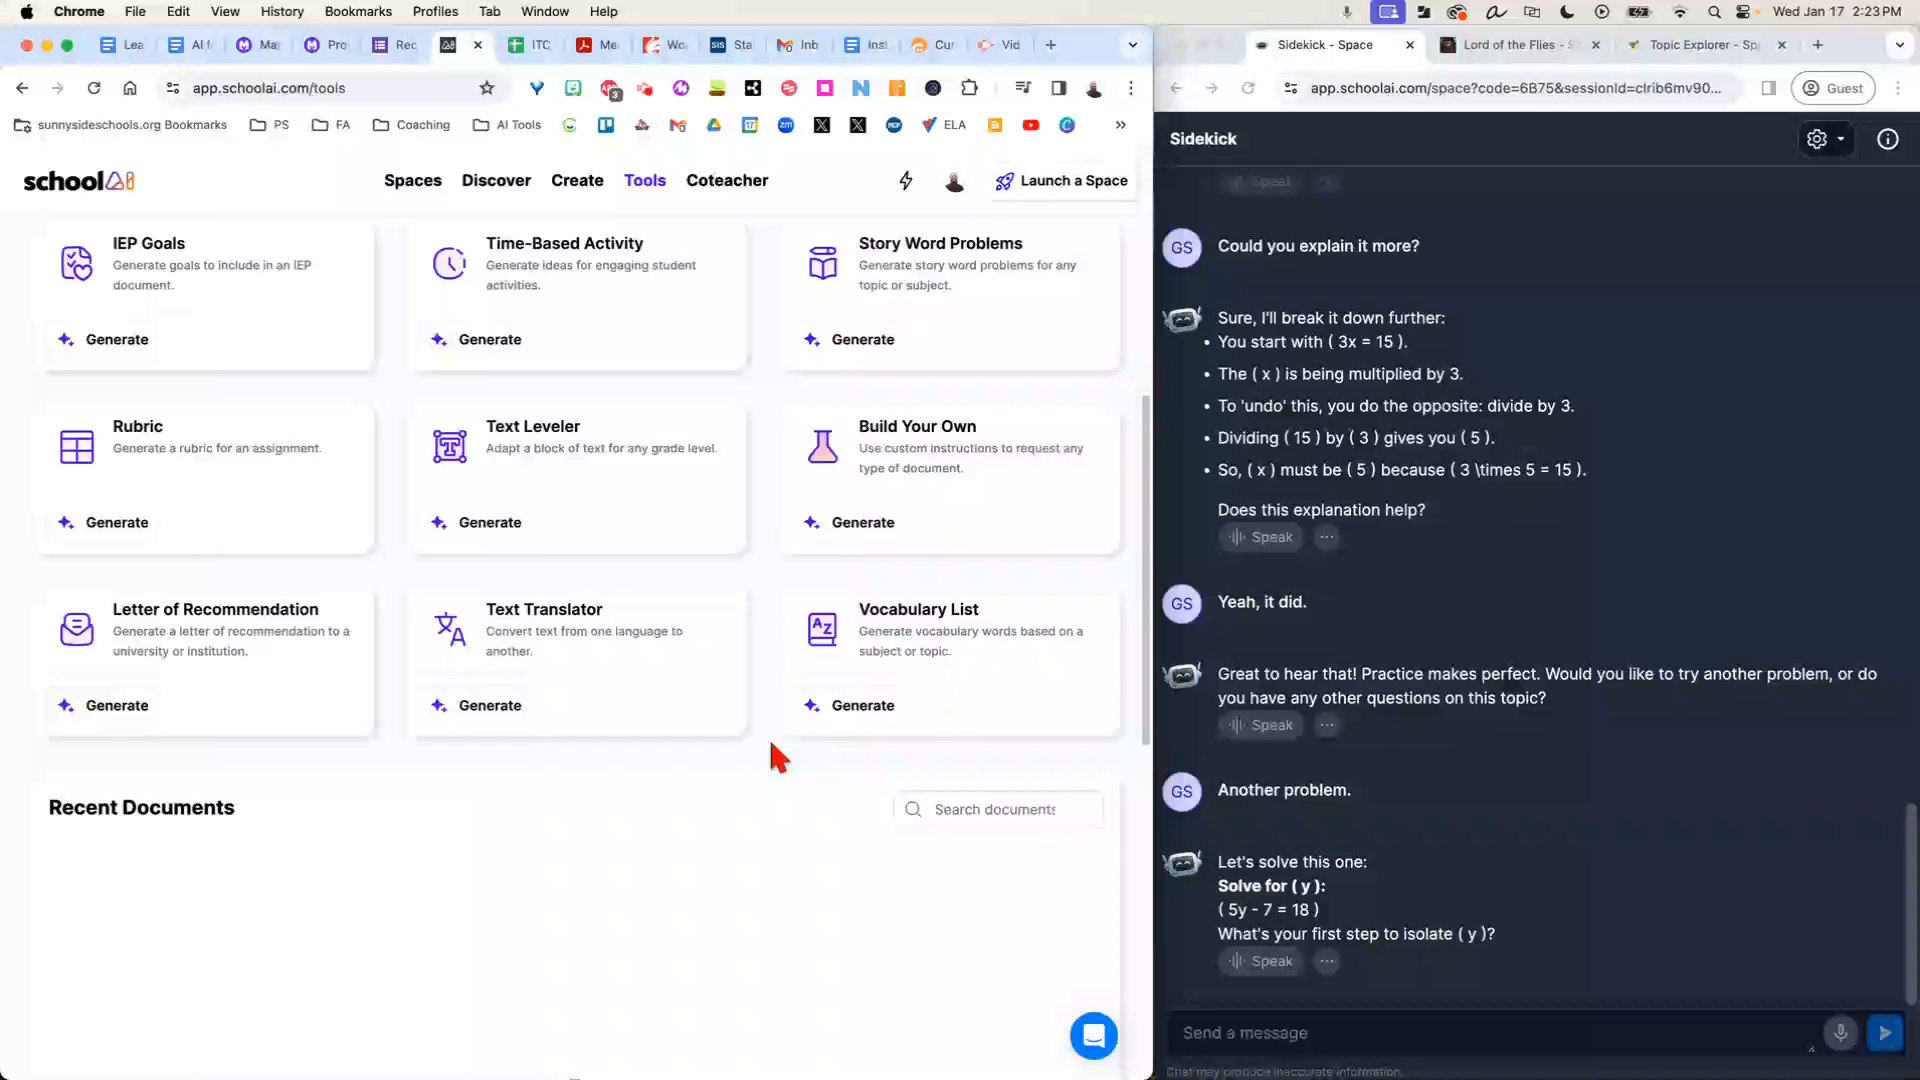 Chrome File Edit View History Bookmarks Profiles Tab Window Help
Wed Jan 17 2:23 PM
Lea
AI f
Ma
Pro
Rec
ITC
Me
Wo
Sta
Inb
Inst
Cur
Vid
app.schoolai.com/tools
3
sunnysideschools.org Bookmarks PS FA Coaching AI Tools ELA
schoolAI
Spaces Discover Create Tools Coteacher
Launch a Space
IEP Goals
Generate goals to include in an IEP
document.
Generate
Time-Based Activity
Generate ideas for engaging student
activities.
Generate
Story Word Problems
Generate story word problems for any
topic or subject.
Generate
Rubric
Generate a rubric for an assignment.
Generate
Text Leveler
Adapt a block of text for any grade level.
Generate
Build Your Own
Use custom instructions to request any
type of document.
Generate
Letter of Recommendation
Generate a letter of recommendation to a
university or institution.
Generate
Text Translator
Convert text from one language to
another.
Generate
Vocabulary List
Generate vocabulary words based on a
subject or topic.
Generate
Recent Documents
Search documents
Sidekick - Space
Lord of the Flies - S
Topic Explorer - Sp
app.schoolai.com/space?code=6B75&sessionId=clrib6mv90...
Guest
Sidekick
Speak
GS
Could you explain it more?
Sure, I'll break it down further:
• You start with ( 3x = 15 ).
• The ( x ) is being multiplied by 3.
• To 'undo' this, you do the opposite: divide by 3.
• Dividing ( 15 ) by ( 3 ) gives you ( 5 ).
• So, ( x ) must be ( 5 ) because ( 3 \times 5 = 15 ).
Does this explanation help?
Speak
GS
Yeah, it did.
Great to hear that! Practice makes perfect. Would you like to try another problem, or do
you have any other questions on this topic?
Speak
GS
Another problem.
Let's solve this one:
Solve for ( y ):
( 5y - 7 = 18 )
What's your first step to isolate ( y )?
Speak
Send a message
Chat may produce inaccurate information.